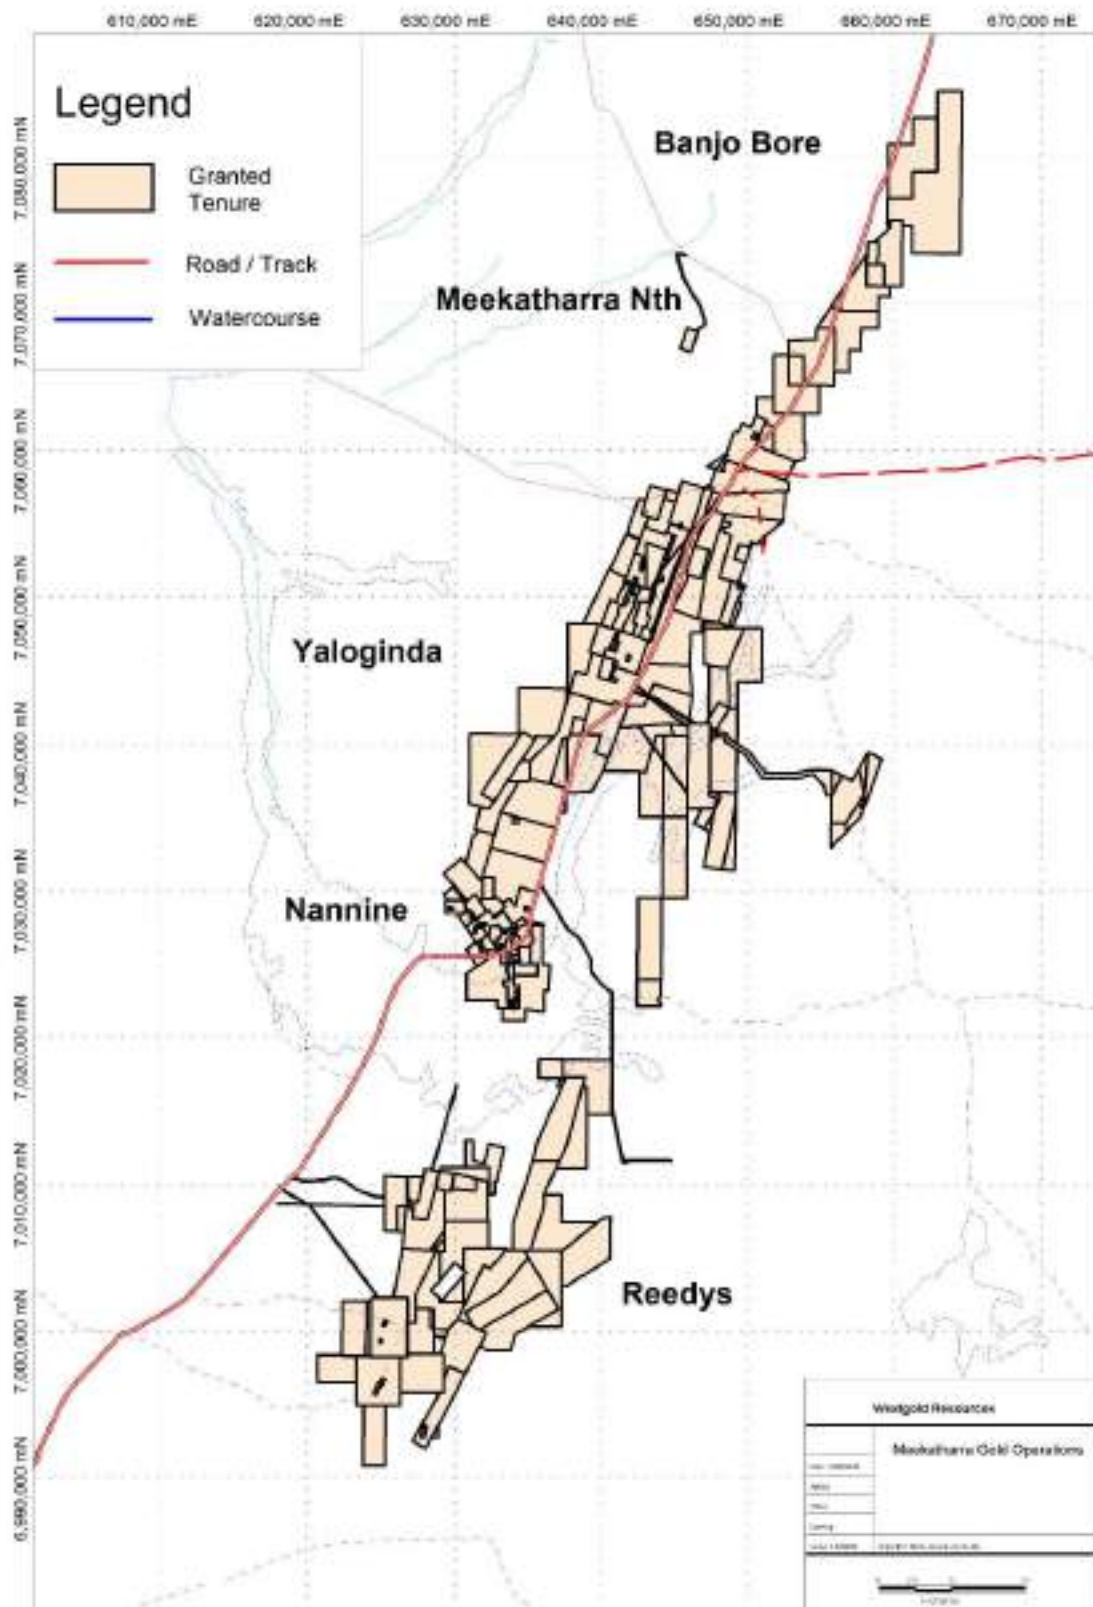 610,000 mE
620,000 mE
630,000 mE
640,000 mE
650,000 mE
660,000 mE
670,000 mE
Legend
Granted
Tenure
Road / Track
Watercourse
Banjo Bore
Meekatharra Nth
Yaloginda
Nannine
Reedys
7,080,000 mN
7,070,000 mN
7,060,000 mN
7,050,000 mN
7,040,000 mN
7,030,000 mN
7,020,000 mN
7,010,000 mN
7,000,000 mN
6,990,000 mN
Westgold Resources
Meekatharra Gold Operations